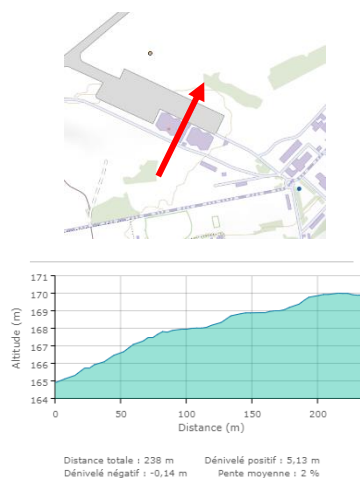 171
170
169
168
167
166
165
164
Altitude (m)
0 50 100 150 200
Distance (m)
Distance totale : 238 m Dénivelé positif : 5,13 m
Dénivelé négatif : -0,14 m Pente moyenne : 2 %